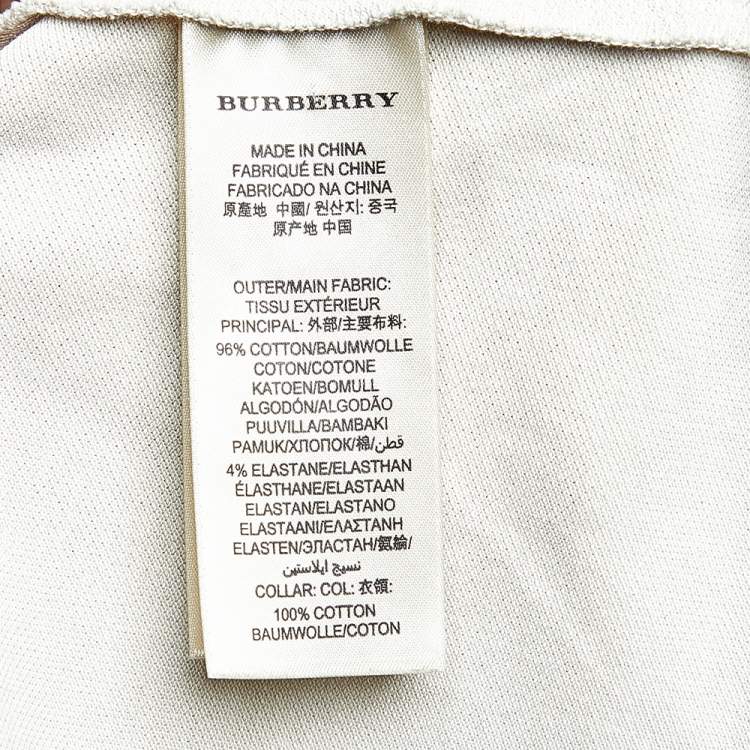 BURBERRY
MADE IN CHINA
FABRIQUÉ EN CHINE
FABRICADO NA CHINA
原產地 中國/ 원산지: 중국
原产地 中国
OUTER/MAIN FABRIC:
TISSU EXTÉRIEUR
PRINCIPAL: 外部/主要布料:
96% COTTON/BAUMWOLLE
COTON/COTONE
KATOEN/BOMULL
ALGODÓN/ALGODÃO
PUUVILLA/BAMBAKI
PAMUK/ХЛОПОК/棉/قطن
4% ELASTANE/ELASTHAN
ÉLASTHANE/ELASTAAN
ELASTAN/ELASTANO
ELASTAANI/ΕΛΑΣΤΑΝΗ
ELASTEN/ЭЛАСТАН/氨綸/
نسيج ايلاستين
COLLAR: COL: 衣領:
100% COTTON
BAUMWOLLE/COTON